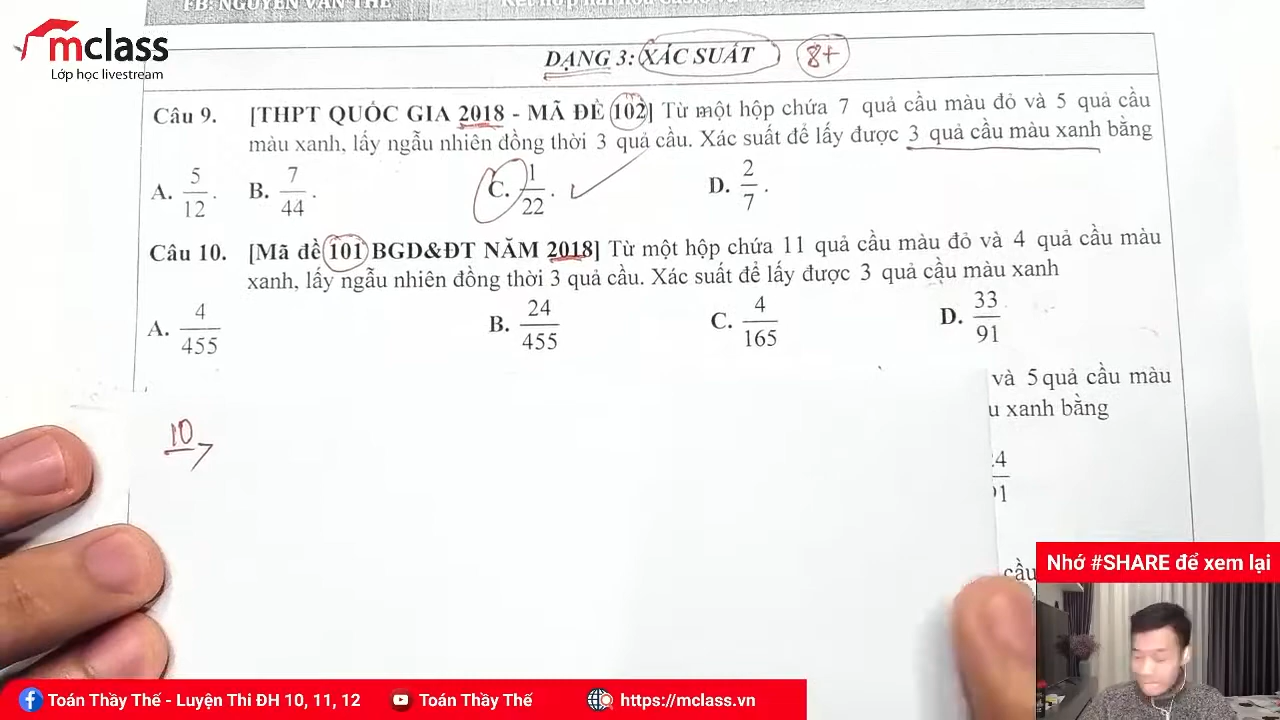 FB: NGUYỄN VĂN THẾ
mclass
Lớp học livestream
DẠNG 3: XÁC SUẤT 8+
Câu 9. [THPT QUỐC GIA 2018 - MÃ ĐỀ 102] Từ một hộp chứa 7 quả cầu màu đỏ và 5 quả cầu
màu xanh, lấy ngẫu nhiên đồng thời 3 quả cầu. Xác suất để lấy được 3 quả cầu màu xanh bằng
A. 5/12. B. 7/44. C. 1/22. D. 2/7.
Câu 10. [Mã đề 101 BGD&ĐT NĂM 2018] Từ một hộp chứa 11 quả cầu màu đỏ và 4 quả cầu màu
xanh, lấy ngẫu nhiên đồng thời 3 quả cầu. Xác suất để lấy được 3 quả cầu màu xanh
A. 4/455 B. 24/455 C. 4/165 D. 33/91
và 5 quả cầu màu
u xanh bằng
10
cầu
Nhớ #SHARE để xem lại
Toán Thầy Thế - Luyện Thi ĐH 10, 11, 12 Toán Thầy Thế https://mclass.vn